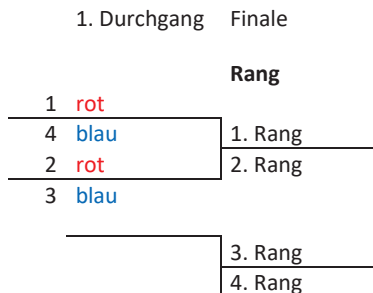 1. Durchgang Finale
Rang
1 rot
4 blau 1. Rang
2 rot 2. Rang
3 blau
3. Rang
4. Rang